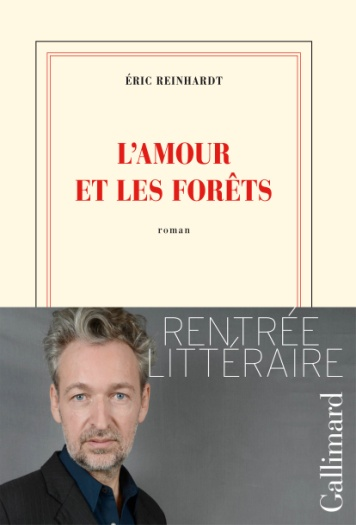 ÉRIC REINHARDT
L'AMOUR
ET LES FORÊTS
roman
RENTRÉE
LITTÉRAIRE
Gallimard